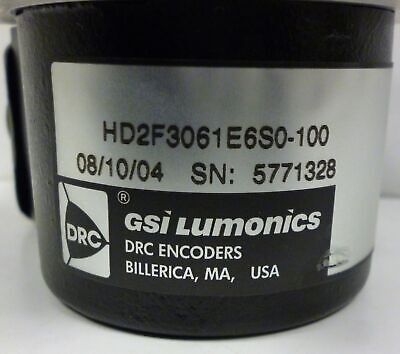 HD2F3061E6S0-100
08/10/04 SN: 5771328
DRC ® GSI LUMONICS
DRC ENCODERS
BILLERICA, MA, USA